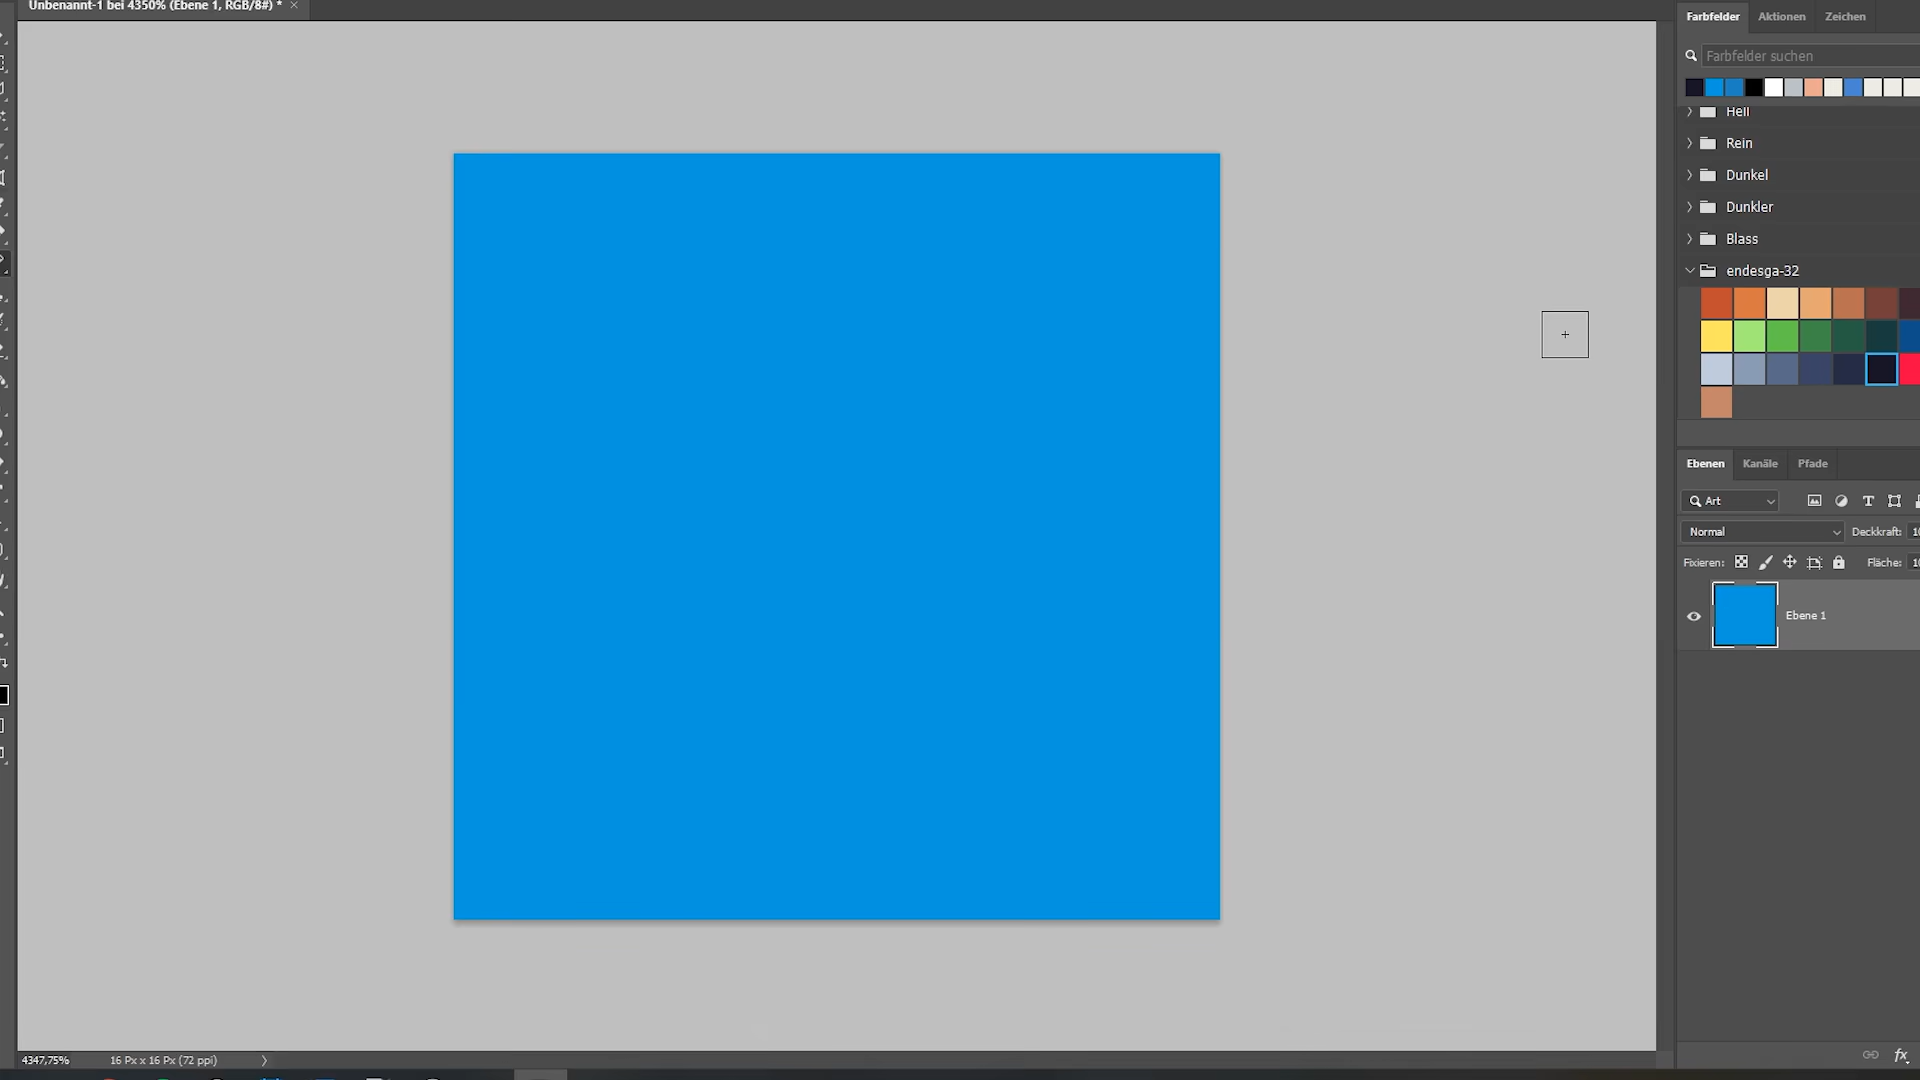 Unbenannt-1 bei 4350% (Ebene 1, RGB/8#) *
Farbfelder Aktionen Zeichen
Farbfelder suchen
Hell
Rein
Dunkel
Dunkler
Blass
endesga-32
Ebenen Kanäle Pfade
Art
Normal Deckkraft:
Fixieren: Fläche:
Ebene 1
4347,75% 16 Px x 16 Px (72 ppi)
fx